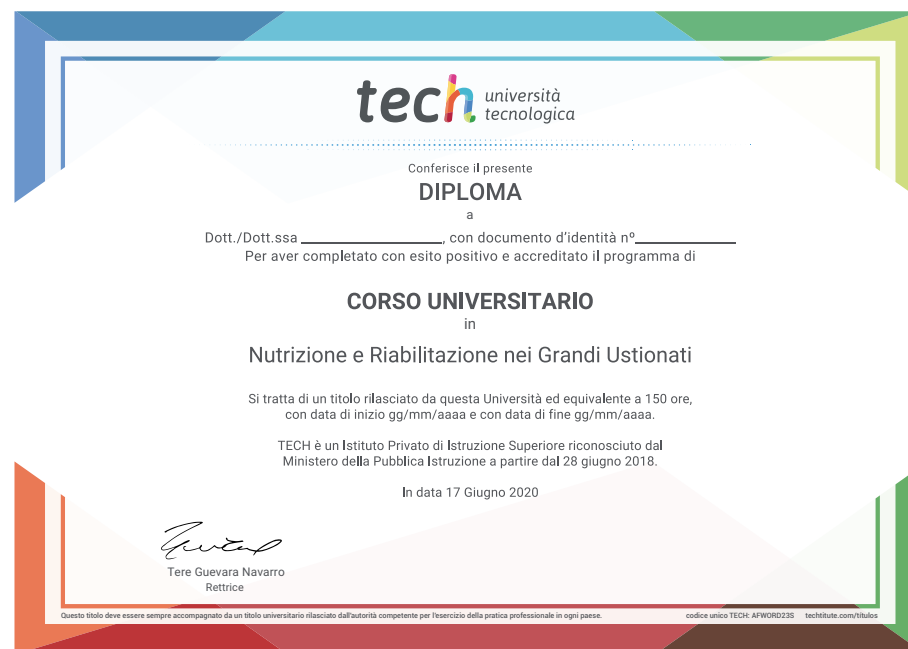 tech università
tecnologica
Conferisce il presente
DIPLOMA
a
Dott./Dott.ssa ____________________, con documento d'identità nº______________
Per aver completato con esito positivo e accreditato il programma di
CORSO UNIVERSITARIO
in
Nutrizione e Riabilitazione nei Grandi Ustionati
Si tratta di un titolo rilasciato da questa Università ed equivalente a 150 ore,
con data di inizio gg/mm/aaaa e con data di fine gg/mm/aaaa.
TECH è un Istituto Privato di Istruzione Superiore riconosciuto dal
Ministero della Pubblica Istruzione a partire dal 28 giugno 2018.
In data 17 Giugno 2020
Tere Guevara Navarro
Rettrice
Questo titolo deve essere sempre accompagnato da un titolo universitario rilasciato dall'autorità competente per l'esercizio della pratica professionale in ogni paese. codice unico TECH: AFWORD23S techtitute.com/títulos